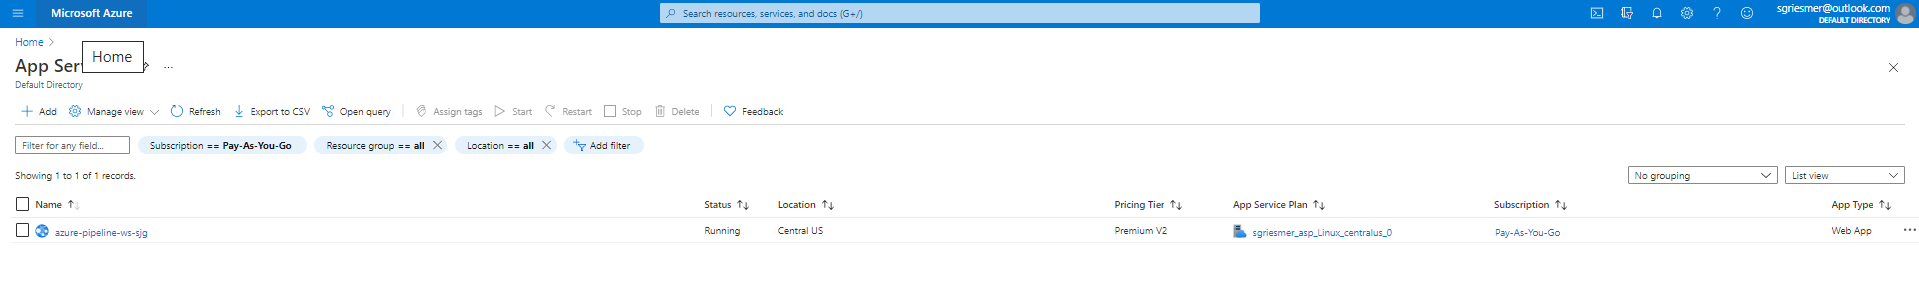 Microsoft Azure
Search resources, services, and docs (G+/)
sgriesmer@outlook.com
DEFAULT DIRECTORY
Home
Home
App Ser
...
Default Directory
Add Manage view Refresh Export to CSV Open query Assign tags Start Restart Stop Delete Feedback
Filter for any field... Subscription == Pay-As-You-Go Resource group == all Location == all Add filter
Showing 1 to 1 of 1 records. No grouping List view
Name Status Location Pricing Tier App Service Plan Subscription App Type
azure-pipeline-ws-sjg Running Central US Premium V2 sgriesmer_asp_Linux_centralus_0 Pay-As-You-Go Web App ...